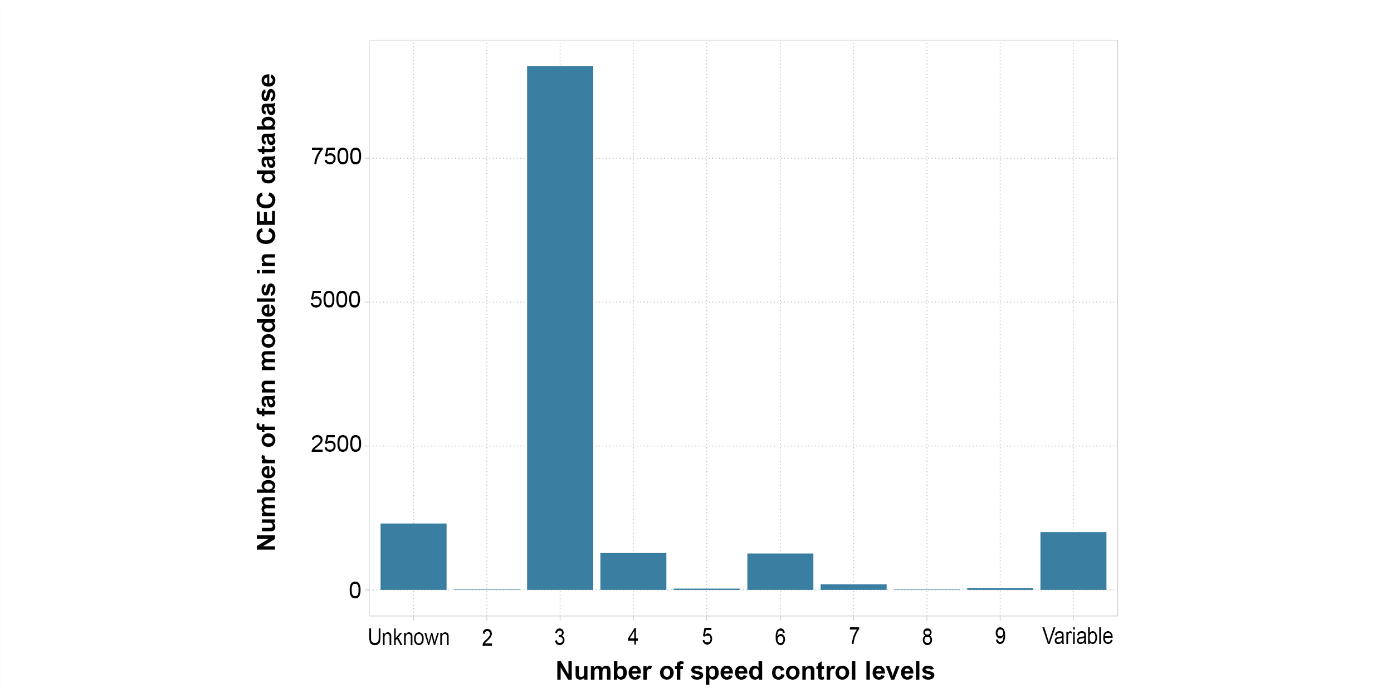 Number of fan models in CEC database
7500
5000
2500
0
Unknown 2 3 4 5 6 7 8 9 Variable
Number of speed control levels